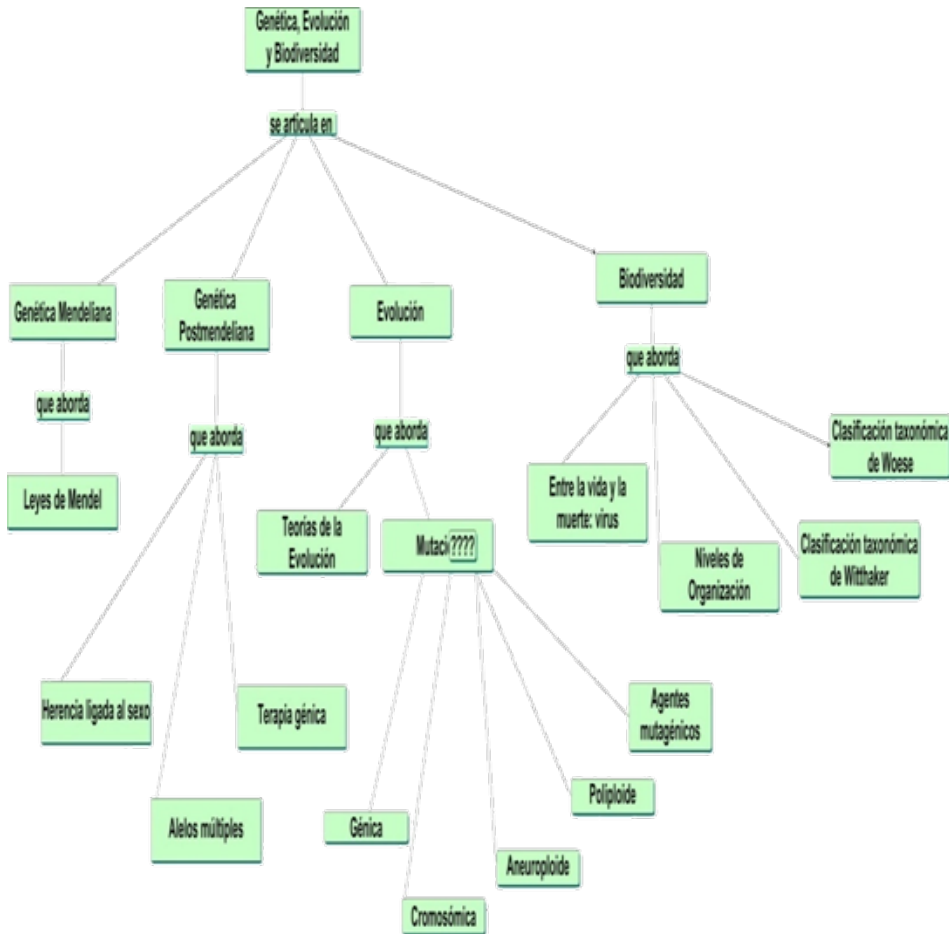 Genética, Evolución
y Biodiversidad
se articula en
Genética Mendeliana
Genética
Postmendeliana
Evolución
Biodiversidad
que aborda
que aborda
que aborda
que aborda
Leyes de Mendel
Teorías de la
Evolución
Mutaci????
Entre la vida y la
muerte: virus
Niveles de
Organización
Clasificación taxonómica
de Witthaker
Clasificación taxonómica
de Woese
Herencia ligada al sexo
Alelos múltiples
Terapia génica
Génica
Cromosómica
Aneuroploide
Poliploide
Agentes
mutagénicos